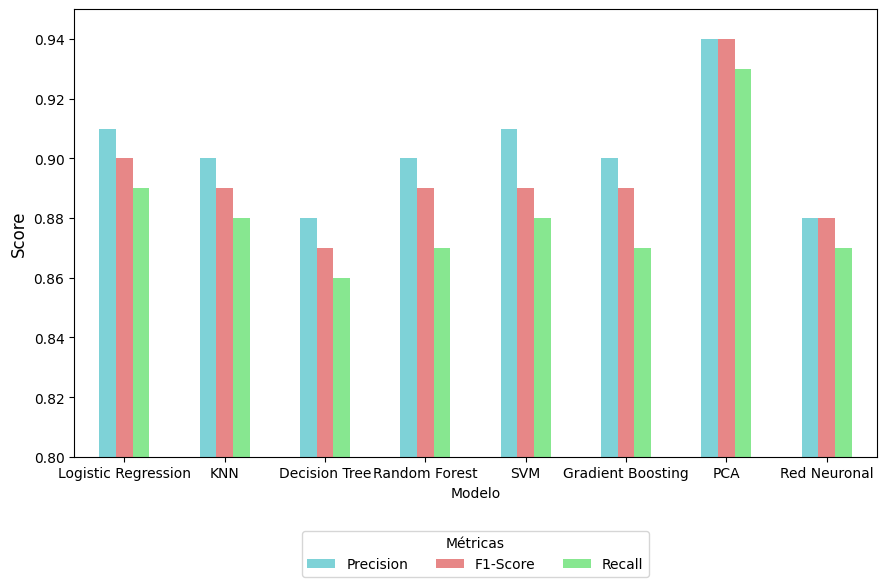 0.94
0.92
0.90
0.88
0.86
0.84
0.82
0.80
Score
Logistic Regression KNN Decision Tree Random Forest SVM Gradient Boosting PCA Red Neuronal
Modelo
Métricas
Precision F1-Score Recall